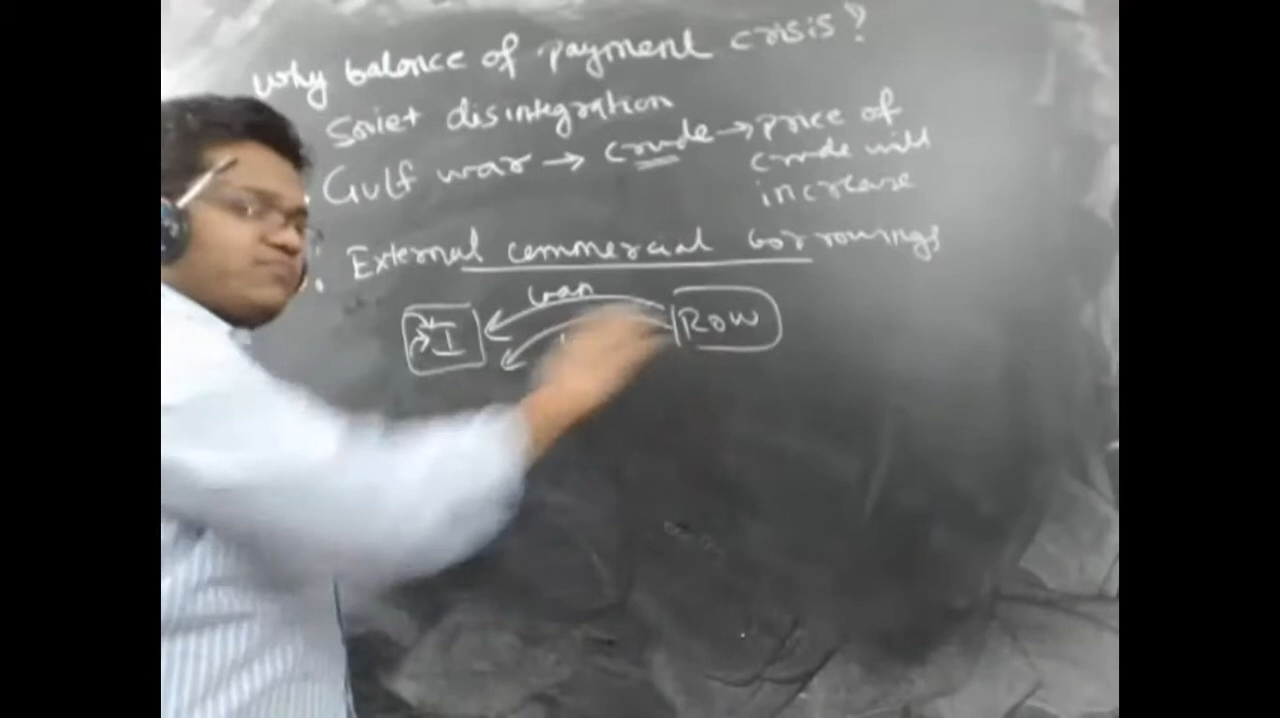 why balance of payment crisis?
Soviet disintegration
Gulf war → crude → price of
crude will
increase
External commercial borrowings
loan
I
ROW